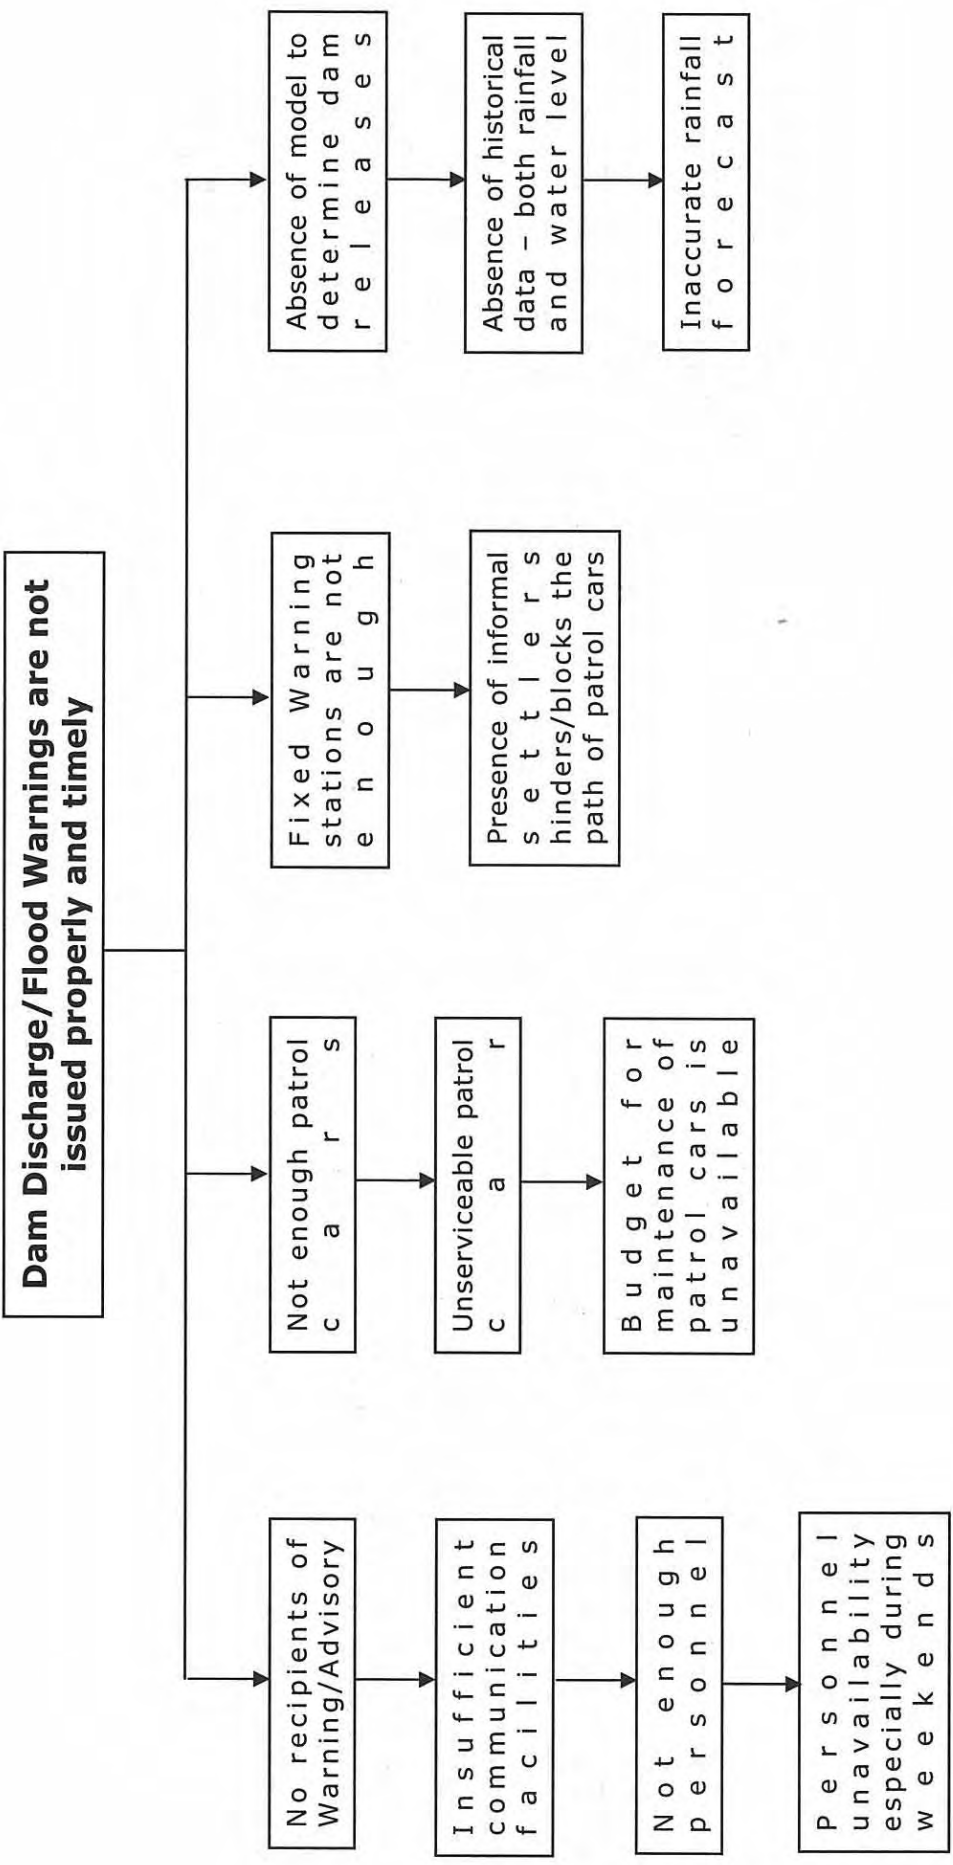 Dam Discharge/Flood Warnings are not
issued properly and timely
No recipients of
Warning/Advisory
Insufficient
communication
facilities
Not enough
personnel
Personnel
unavailability
especially during
weekends
Not enough patrol
cars
Unserviceable patrol
car
Budget for
maintenance of
patrol cars is
unavailable
Fixed Warning
stations are not
enough
Presence of informal
settlers
hinders/blocks the
path of patrol cars
Absence of model to
determine dam
releases
Absence of historical
data – both rainfall
and water level
Inaccurate rainfall
forecast